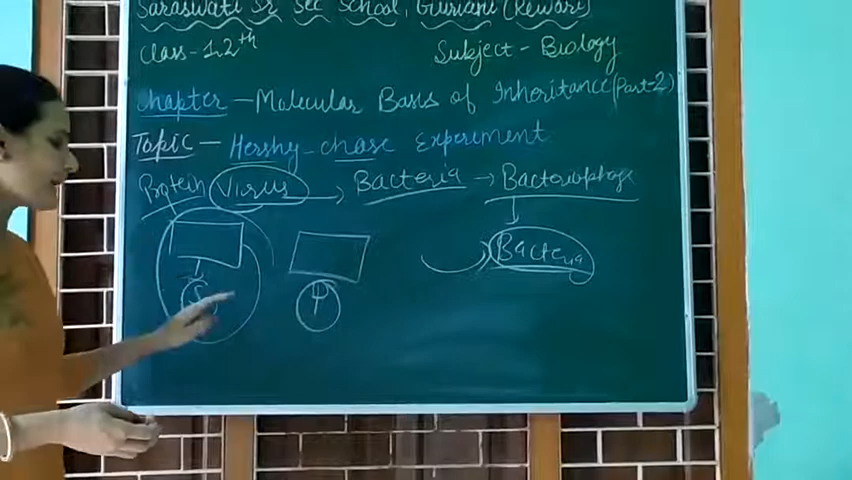 Saraswati Sr Sec School, Guriani (Rewari)
Class-12th Subject - Biology
Chapter - Molecular Basis of Inheritance (Part-2)
Topic - Hershy-chase Experiment
Protein Virus → Bacteria → Bacteriophage
Bacteria
S P